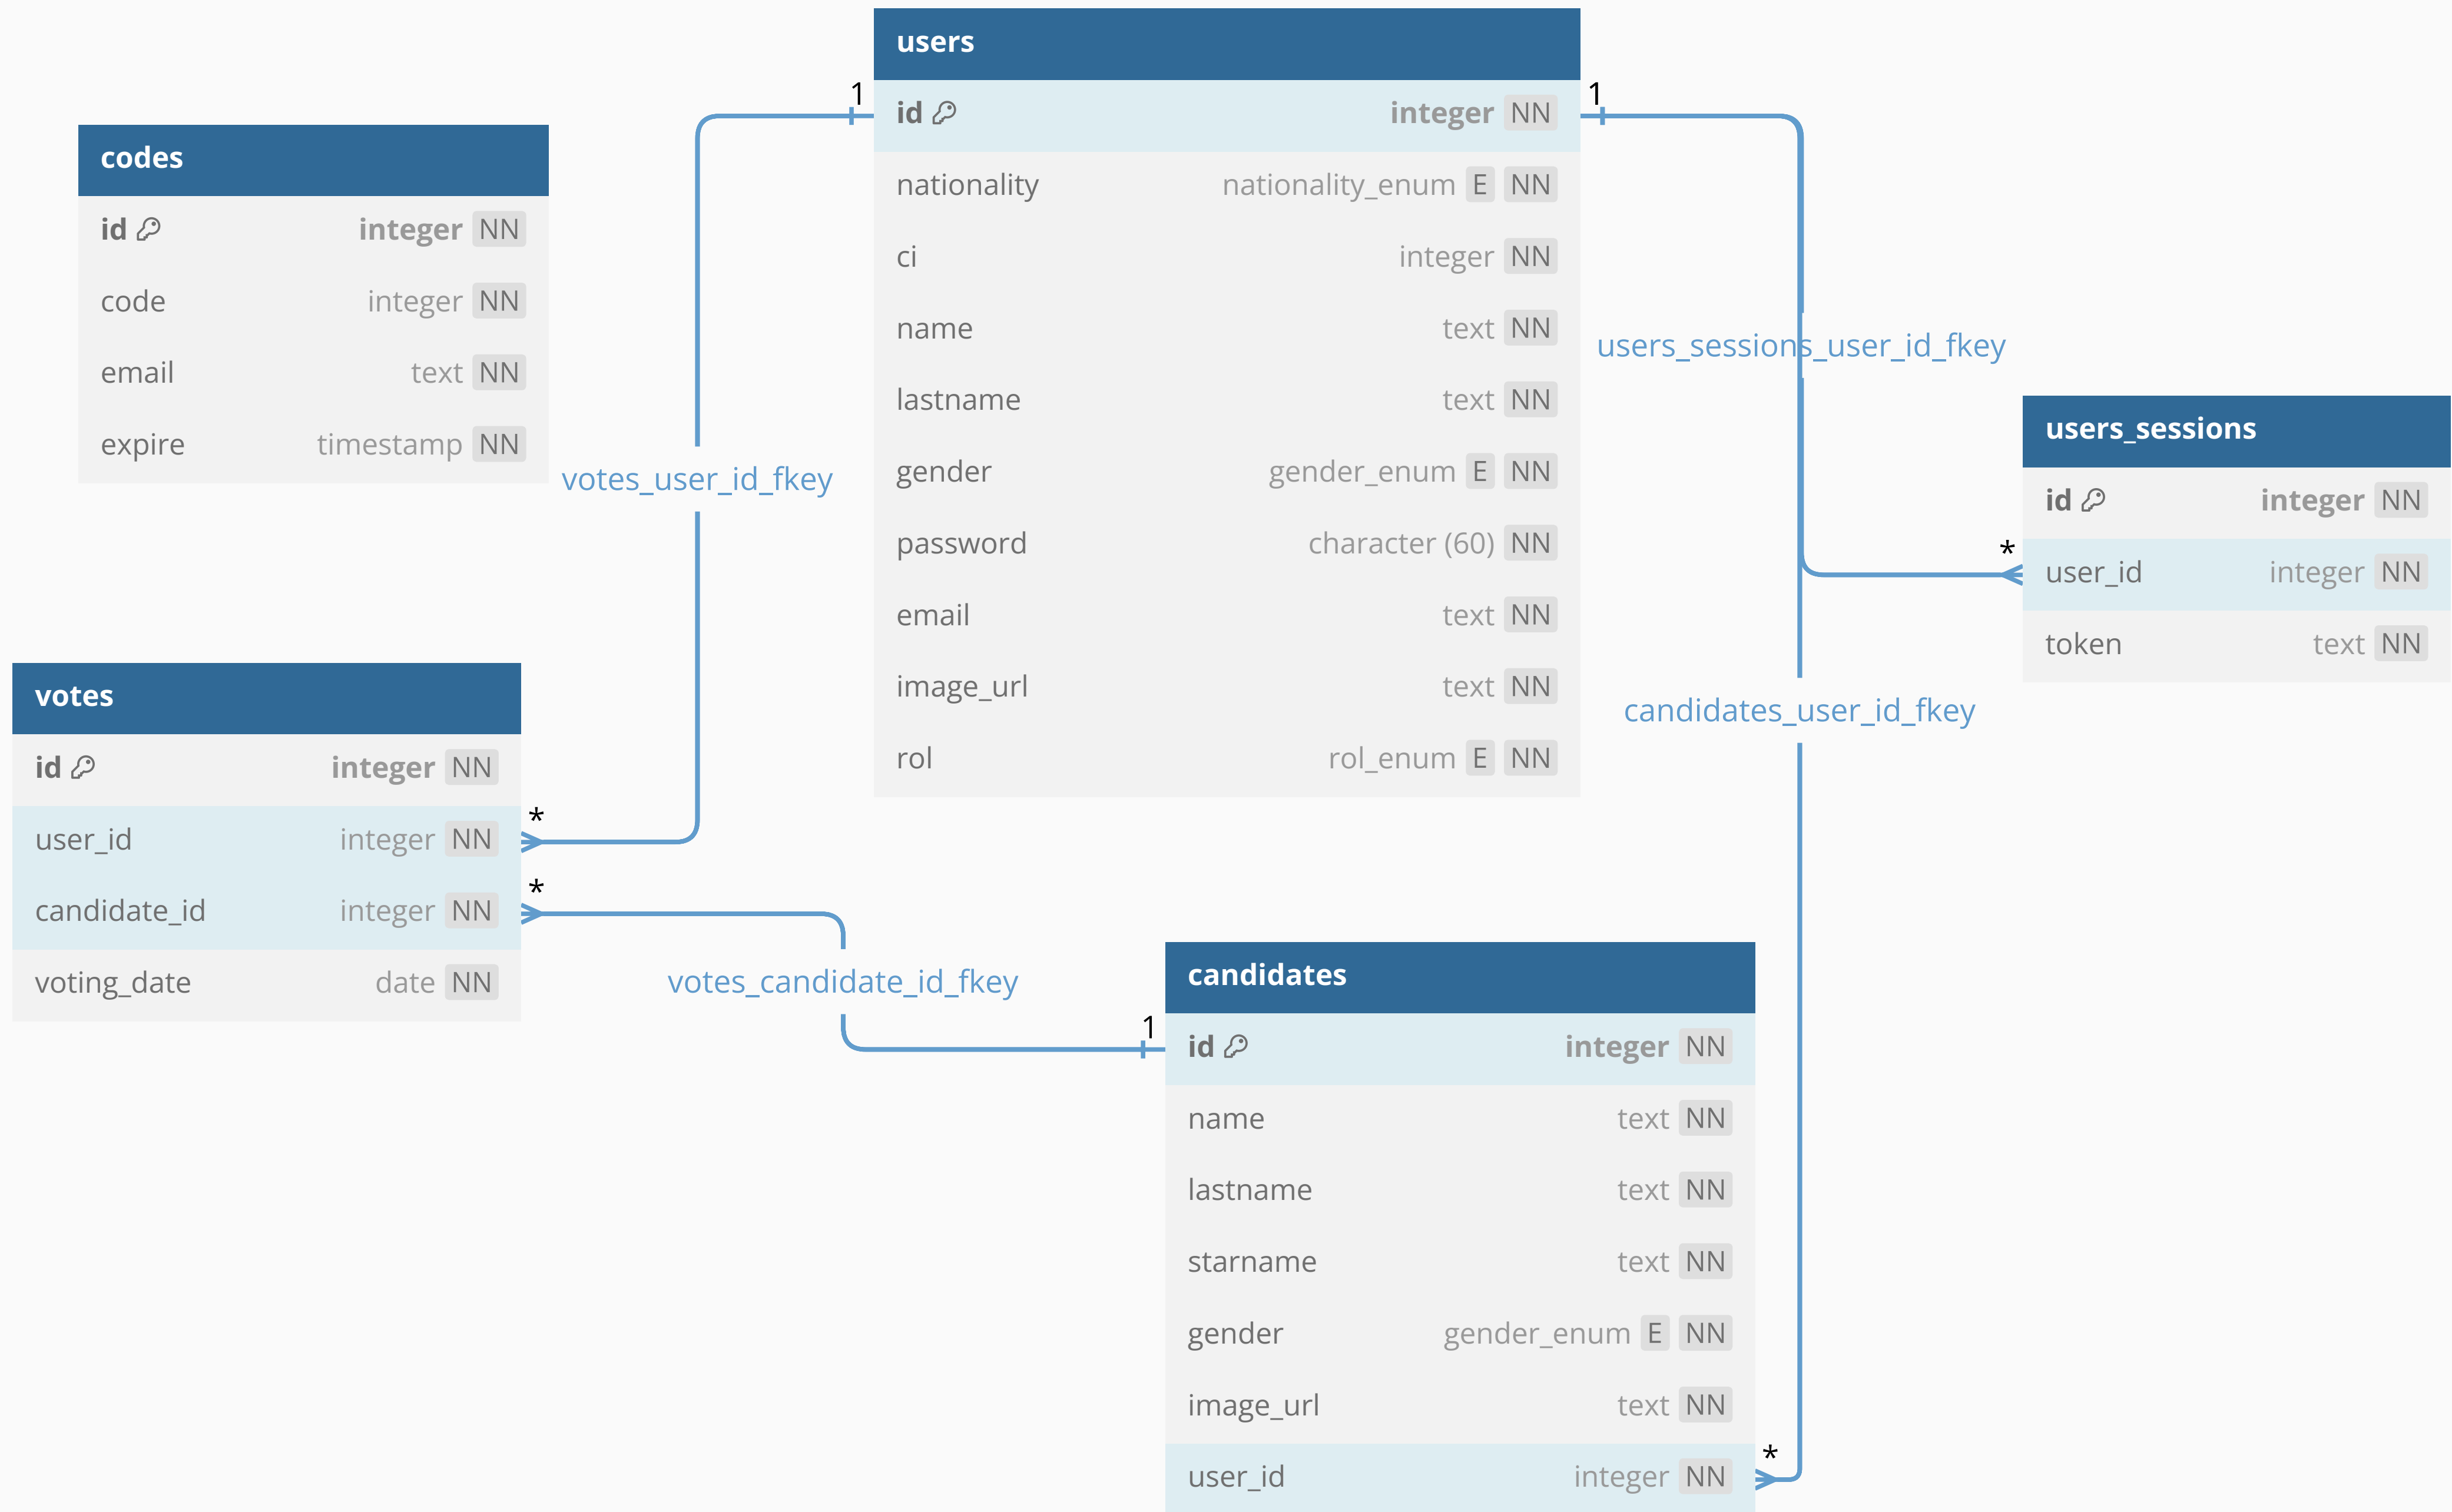 users
1
id integer NN
1
nationality nationality_enum E NN
ci integer NN
name text NN
lastname text NN
gender gender_enum E NN
password character (60) NN
email text NN
image_url text NN
rol rol_enum E NN
codes
id integer NN
code integer NN
email text NN
expire timestamp NN
votes_user_id_fkey
users_sessions_user_id_fkey
users_sessions
id integer NN
*
user_id integer NN
token text NN
candidates_user_id_fkey
votes
id integer NN
*
user_id integer NN
*
candidate_id integer NN
voting_date date NN
votes_candidate_id_fkey
candidates
1
id integer NN
name text NN
lastname text NN
starname text NN
gender gender_enum E NN
image_url text NN
*
user_id integer NN